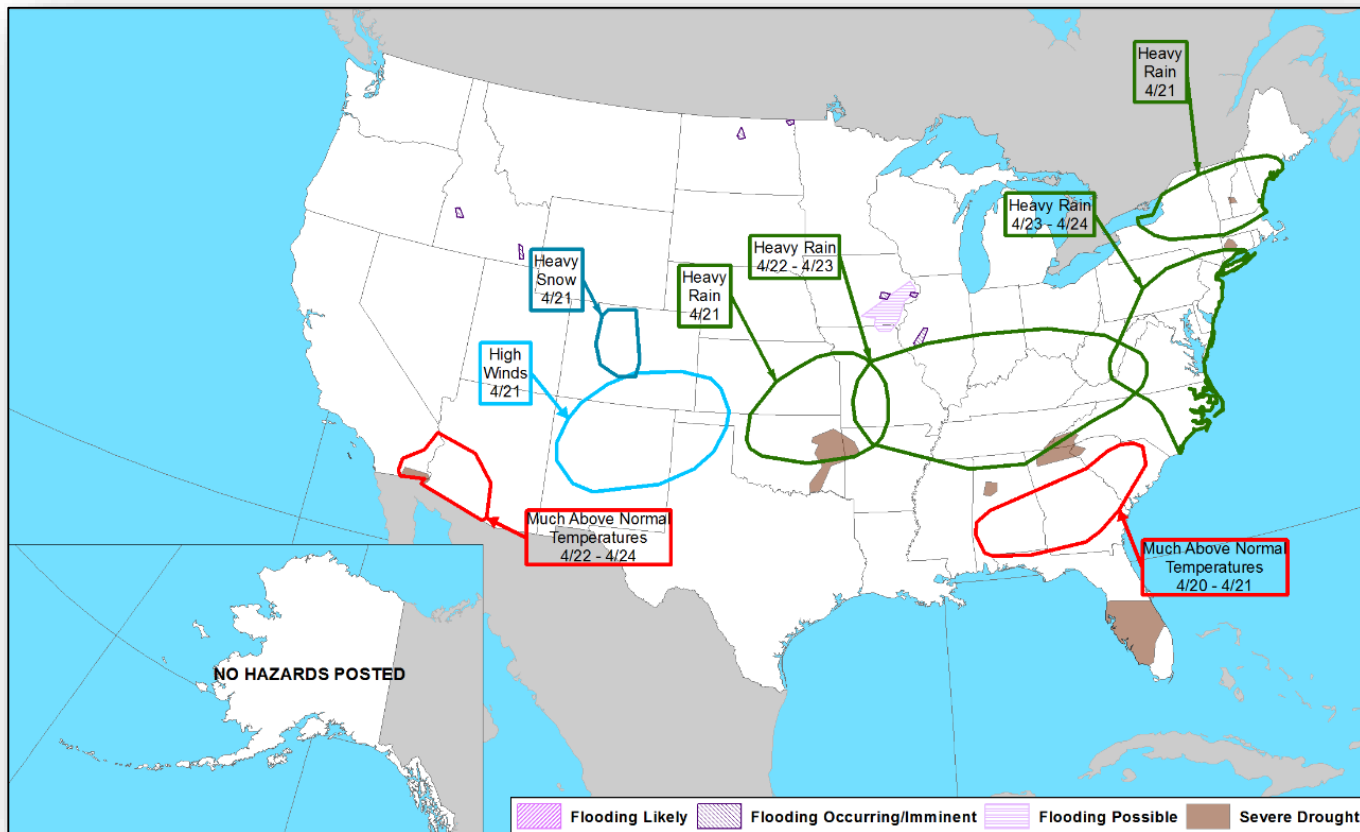 Heavy
Rain
4/21
Heavy Rain
4/23 - 4/24
Heavy Rain
4/22 - 4/23
Heavy
Snow
4/21
Heavy
Rain
4/21
High
Winds
4/21
Much Above Normal
Temperatures
4/22 - 4/24
Much Above Normal
Temperatures
4/20 - 4/21
NO HAZARDS POSTED
Flooding Likely
Flooding Occurring/Imminent
Flooding Possible
Severe Drought